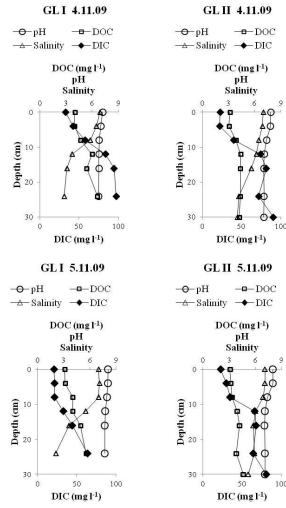 GL I 4.11.09
pH DOC
Salinity DIC
DOC (mg l-1)
pH
Salinity
0 3 6 9
Depth (m)
0
10
20
30
0 50 100
DIC (mg l-1)
GL II 4.11.09
pH DOC
Salinity DIC
DOC (mg l-1)
pH
Salinity
0 3 6 9
Depth (m)
0
10
20
30
0 50 100
DIC (mg l-1)
GL I 5.11.09
pH DOC
Salinity DIC
DOC (mg l-1)
pH
Salinity
0 3 6 9
Depth (m)
0
10
20
30
0 50 100
DIC (mg l-1)
GL II 5.11.09
pH DOC
Salinity DIC
DOC (mg l-1)
pH
Salinity
0 3 6 9
Depth (m)
0
10
20
30
0 50 100
DIC (mg l-1)